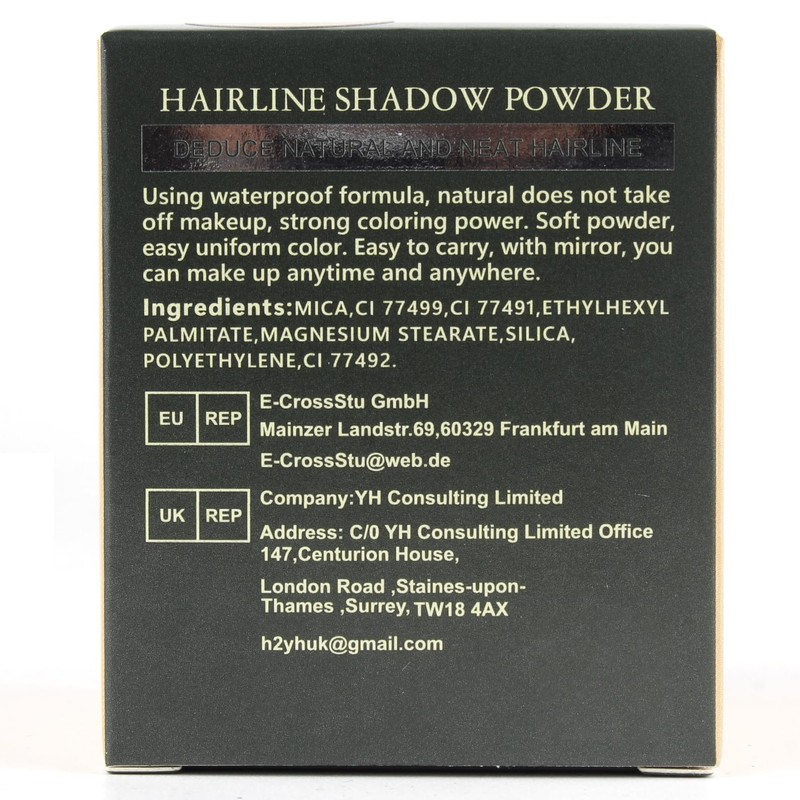 HAIRLINE SHADOW POWDER
DEDUCE NATURAL AND NEAT HAIRLINE
Using waterproof formula, natural does not take
off makeup, strong coloring power. Soft powder,
easy uniform color. Easy to carry, with mirror, you
can make up anytime and anywhere.
Ingredients:MICA,CI 77499,CI 77491,ETHYLHEXYL
PALMITATE,MAGNESIUM STEARATE,SILICA,
POLYETHYLENE,CI 77492.
EU REP
E-CrossStu GmbH
Mainzer Landstr.69,60329 Frankfurt am Main
E-CrossStu@web.de
UK REP
Company:YH Consulting Limited
Address: C/0 YH Consulting Limited Office
147,Centurion House,
London Road ,Staines-upon-
Thames ,Surrey, TW18 4AX
h2yhuk@gmail.com